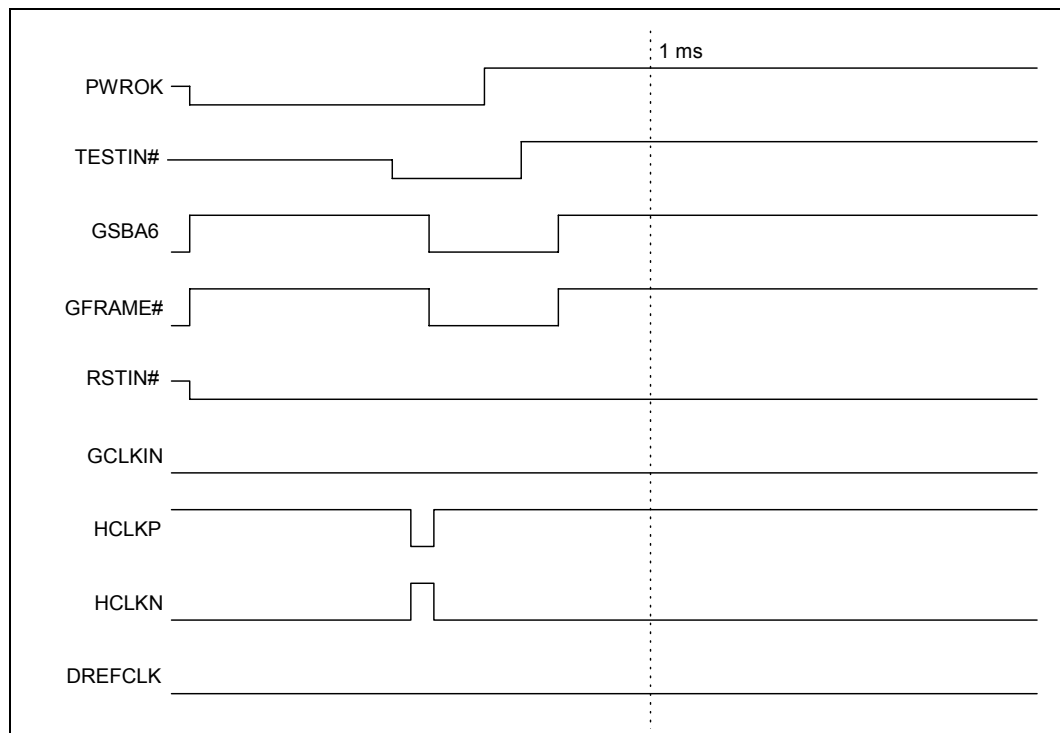 1 ms
PWROK
TESTIN#
GSBA6
GFRAME#
RSTIN#
GCLKIN
HCLKP
HCLKN
DREFCLK